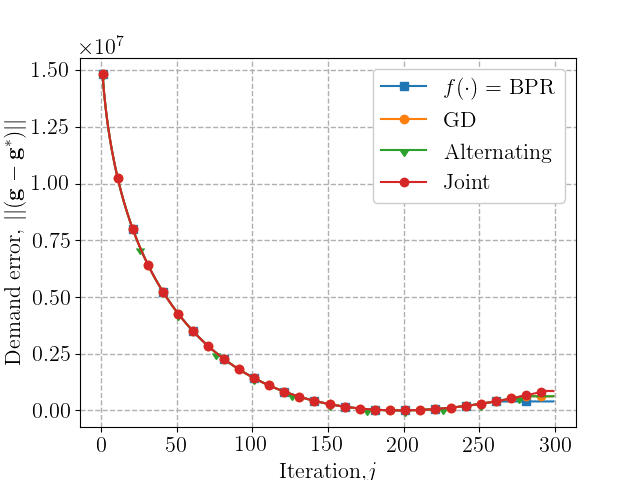 ×10⁷
1.50
1.25
1.00
0.75
0.50
0.25
0.00
Demand error, ||(g − g*)||
f(·) = BPR
GD
Alternating
Joint
0 50 100 150 200 250 300
Iteration, j